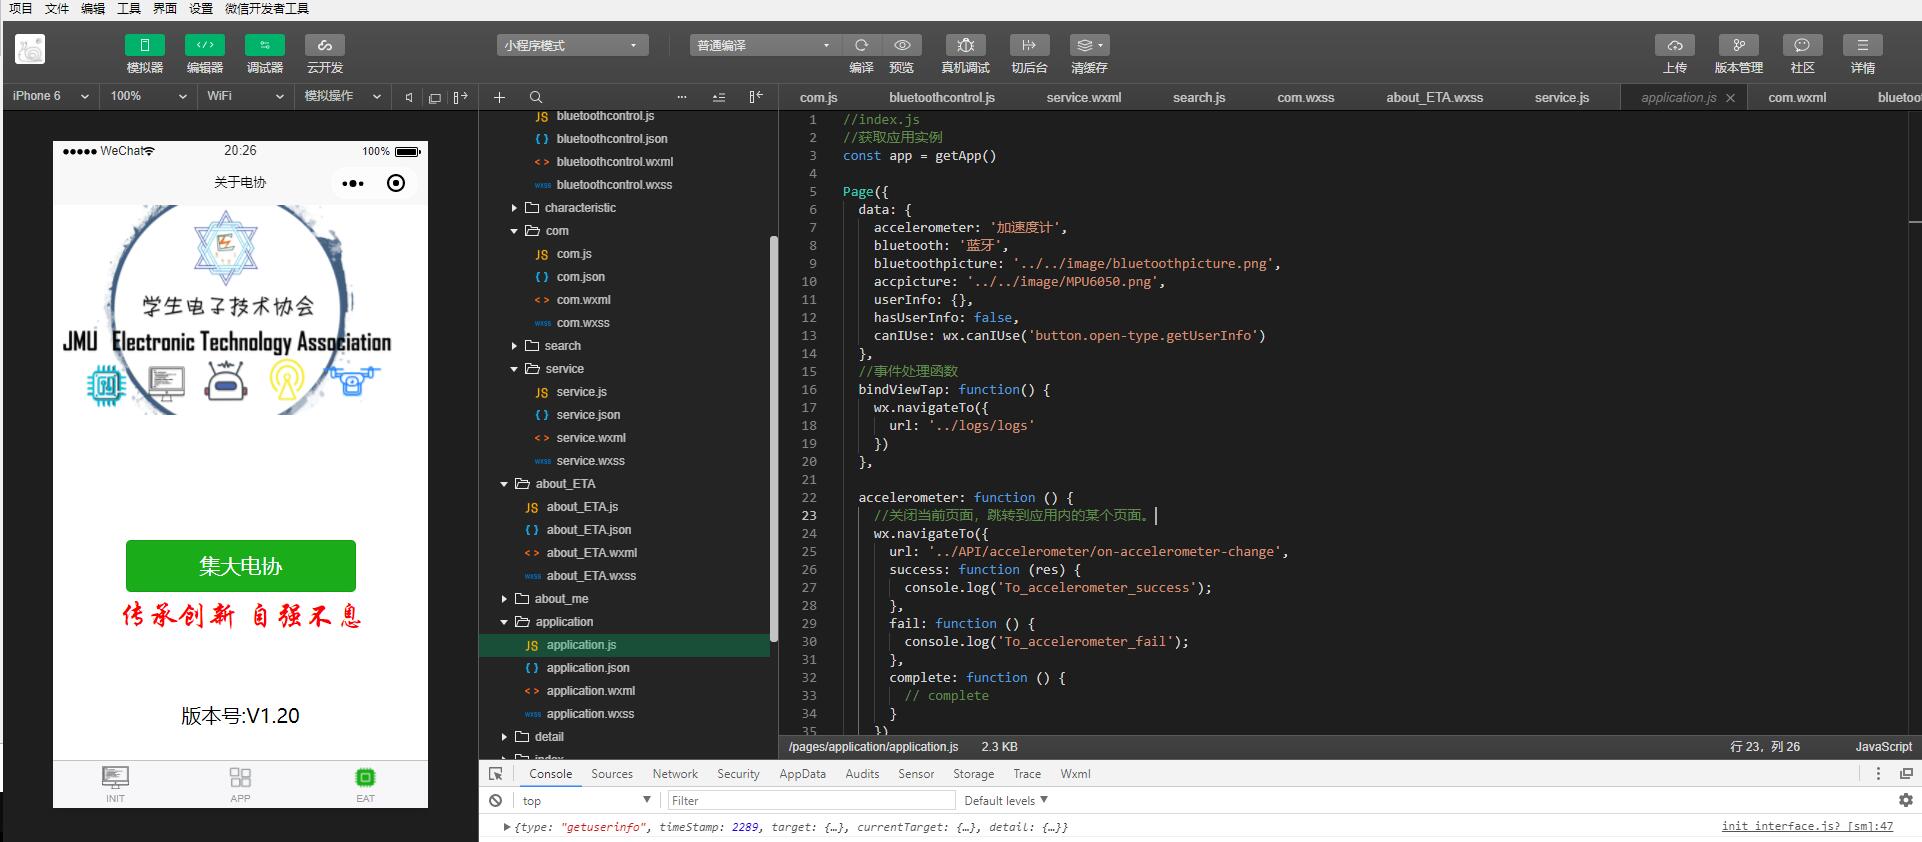 项目 文件 编辑 工具 界面 设置 微信开发者工具
模拟器 编辑器 调试器 云开发 小程序模式 普通编译 编译 预览 真机调试 切后台 清缓存 上传 版本管理 社区 详情
iPhone 6 100% WiFi 模拟操作
com.js bluetoothcontrol.js service.wxml search.js com.wxss about_ETA.wxss service.js application.js com.wxml bluetoot
WeChat 20:26 100%
关于电协
学生电子技术协会
JMU Electronic Technology Association
集大电协
传承创新 自强不息
版本号:V1.20
INIT APP EAT
JS bluetoothcontrol.js
{ } bluetoothcontrol.json
< > bluetoothcontrol.wxml
wxss bluetoothcontrol.wxss
characteristic
com
JS com.js
{ } com.json
< > com.wxml
wxss com.wxss
search
service
JS service.js
{ } service.json
< > service.wxml
wxss service.wxss
about_ETA
JS about_ETA.js
{ } about_ETA.json
< > about_ETA.wxml
wxss about_ETA.wxss
about_me
application
JS application.js
{ } application.json
< > application.wxml
wxss application.wxss
detail
index
1 //index.js
2 //获取应用实例
3 const app = getApp()
4
5 Page({
6 data: {
7 accelerometer: '加速度计',
8 bluetooth: '蓝牙',
9 bluetoothpicture: '../../image/bluetoothpicture.png',
10 accpicture: '../../image/MPU6050.png',
11 userInfo: {},
12 hasUserInfo: false,
13 canIUse: wx.canIUse('button.open-type.getUserInfo')
14 },
15 //事件处理函数
16 bindViewTap: function() {
17 wx.navigateTo({
18 url: '../logs/logs'
19 })
20 },
21
22 accelerometer: function () {
23 //关闭当前页面，跳转到应用内的某个页面。
24 wx.navigateTo({
25 url: '../API/accelerometer/on-accelerometer-change',
26 success: function (res) {
27 console.log('To_accelerometer_success');
28 },
29 fail: function () {
30 console.log('To_accelerometer_fail');
31 },
32 complete: function () {
33 // complete
34 }
35 })
/pages/application/application.js 2.3 KB 行 23，列 26 JavaScript
Console Sources Network Security AppData Audits Sensor Storage Trace Wxml
top Filter Default levels
{type: "getuserinfo", timeStamp: 2289, target: {…}, currentTarget: {…}, detail: {…}} init interface.js? [sm]:47